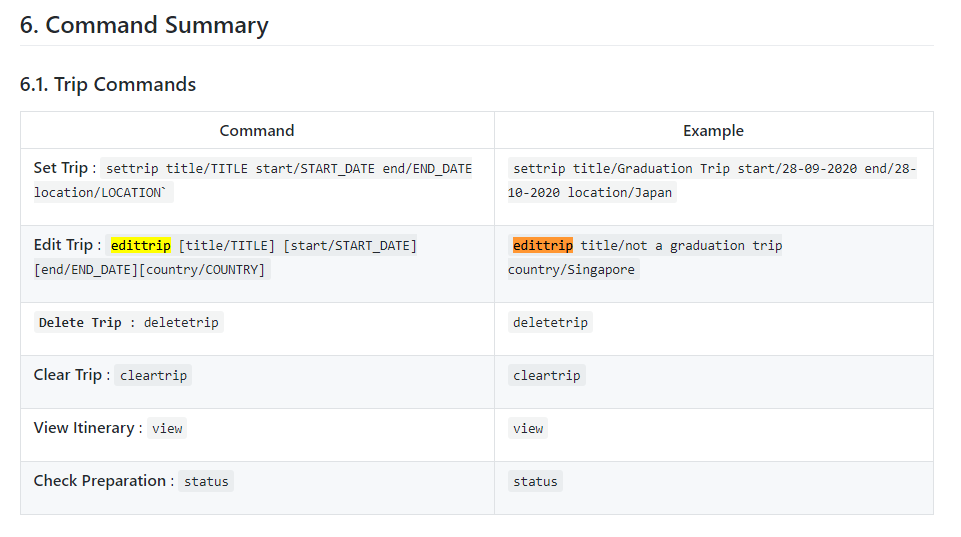 6. Command Summary
6.1. Trip Commands
Command Example
Set Trip : settrip title/TITLE start/START_DATE end/END_DATE
location/LOCATION`
settrip title/Graduation Trip start/28-09-2020 end/28-
10-2020 location/Japan
Edit Trip : edittrip [title/TITLE] [start/START_DATE]
[end/END_DATE][country/COUNTRY]
edittrip title/not a graduation trip
country/Singapore
Delete Trip : deletetrip
deletetrip
Clear Trip : cleartrip
cleartrip
View Itinerary : view
view
Check Preparation : status
status